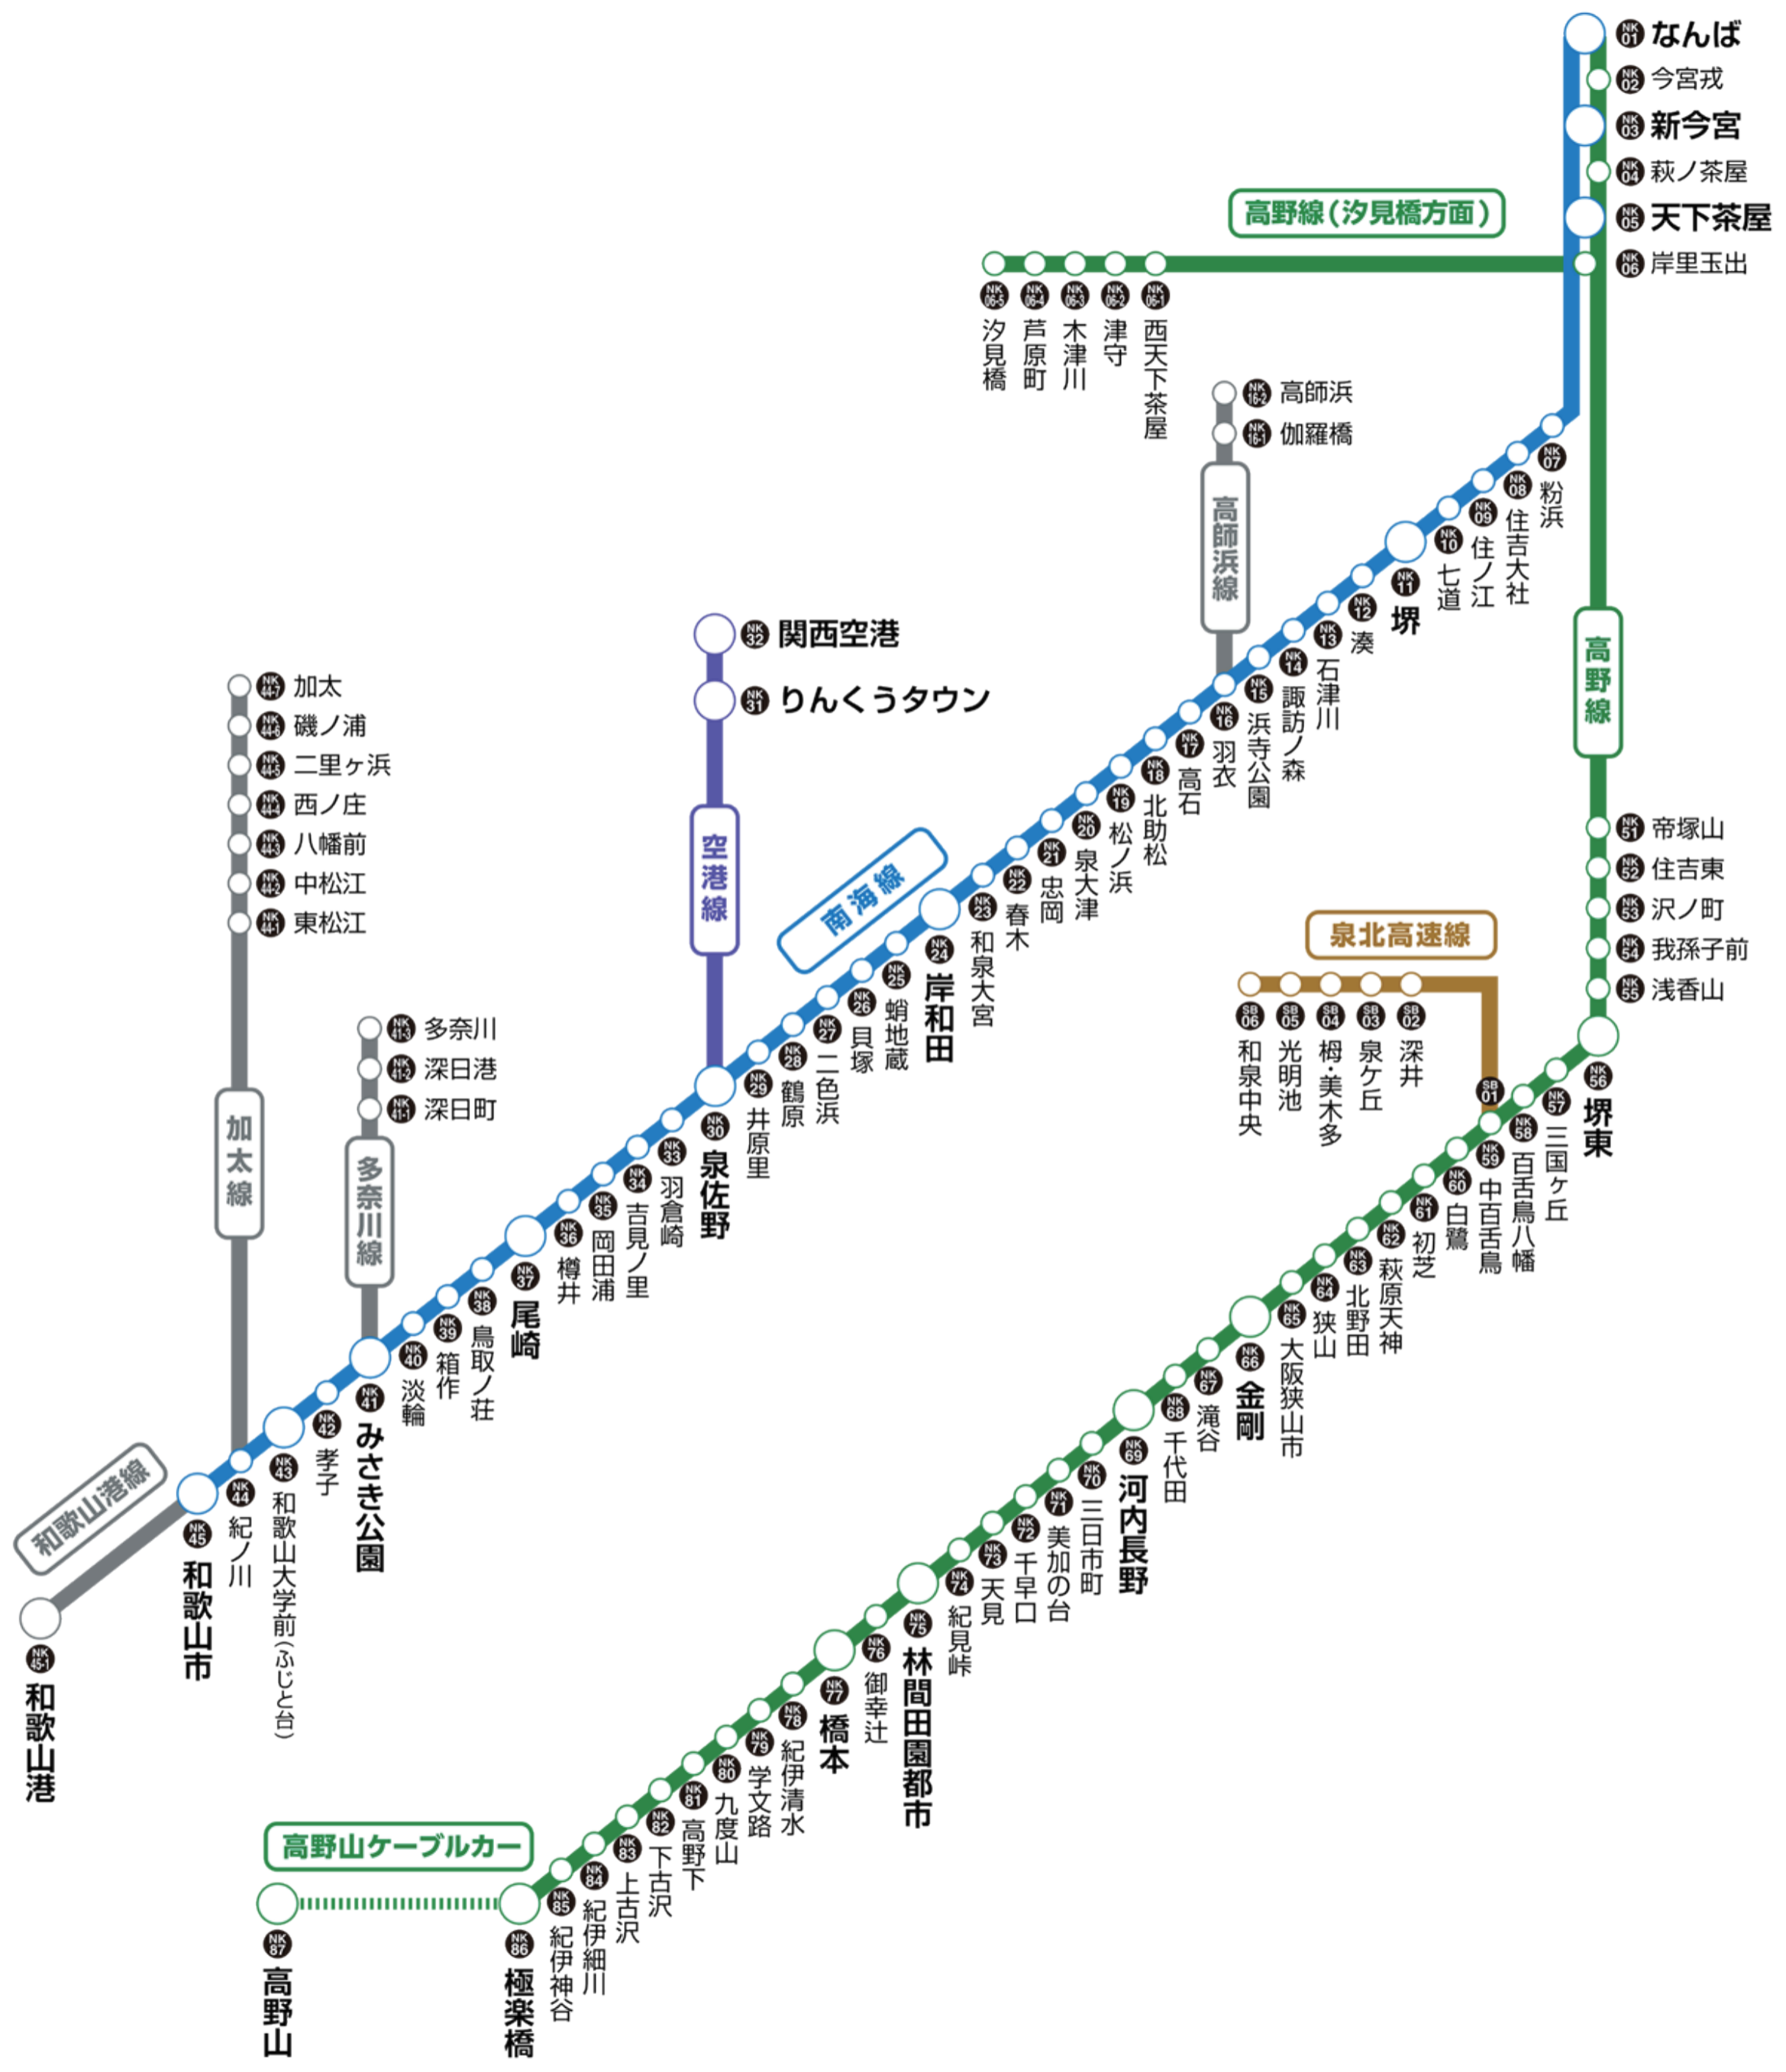 NK01 なんば
NK02 今宮戎
NK03 新今宮
NK04 萩ノ茶屋
NK05 天下茶屋
NK06 岸里玉出
高野線(汐見橋方面)
NK06-5 汐見橋
NK06-4 芦原町
NK06-3 木津川
NK06-2 津守
NK06-1 西天下茶屋
NK16-2 高師浜
NK16-1 伽羅橋
高師浜線
NK07 粉浜
NK08 住吉大社
NK09 住ノ江
NK10 七道
NK11 堺
NK12 湊
NK13 石津川
NK14 諏訪ノ森
NK15 浜寺公園
NK16 羽衣
NK17 高石
NK18 北助松
NK19 松ノ浜
NK20 泉大津
NK21 忠岡
NK22 春木
NK23 和泉大宮
NK24 岸和田
南海線
NK25 蛸地蔵
NK26 貝塚
NK27 二色浜
NK28 鶴原
NK29 井原里
NK30 泉佐野
NK32 関西空港
NK31 りんくうタウン
空港線
NK33 羽倉崎
NK34 吉見ノ里
NK35 岡田浦
NK36 樽井
NK37 尾崎
NK38 鳥取ノ荘
NK39 箱作
NK40 淡輪
NK41 みさき公園
NK41-3 多奈川
NK41-2 深日港
NK41-1 深日町
多奈川線
NK42 孝子
NK43 和歌山大学前(ふじと台)
NK44 紀ノ川
NK44-7 加太
NK44-6 磯ノ浦
NK44-5 二里ヶ浜
NK44-4 西ノ庄
NK44-3 八幡前
NK44-2 中松江
NK44-1 東松江
加太線
NK45 和歌山市
和歌山港線
NK45-1 和歌山港
高野線
NK51 帝塚山
NK52 住吉東
NK53 沢ノ町
NK54 我孫子前
NK55 浅香山
NK56 堺東
NK57 三国ヶ丘
NK58 百舌鳥八幡
NK59 中百舌鳥
泉北高速線
SB06 和泉中央
SB05 光明池
SB04 栂・美木多
SB03 泉ケ丘
SB02 深井
SB01
NK60 白鷺
NK61 初芝
NK62 萩原天神
NK63 北野田
NK64 狭山
NK65 大阪狭山市
NK66 金剛
NK67 滝谷
NK68 千代田
NK69 河内長野
NK70 三日市町
NK71 美加の台
NK72 千早口
NK73 天見
NK74 紀見峠
NK75 林間田園都市
NK76 御幸辻
NK77 橋本
NK78 紀伊清水
NK79 学文路
NK80 九度山
NK81 高野下
NK82 下古沢
NK83 上古沢
NK84 紀伊細川
NK85 紀伊神谷
NK86 極楽橋
高野山ケーブルカー
NK87 高野山